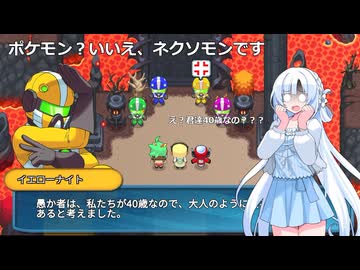 ポケモン？いいえ、ネクソモンです
え？君達40歳なの？？？
イエローナイト
愚か者は、私たちが40歳なので、大人のように
あると考えました。